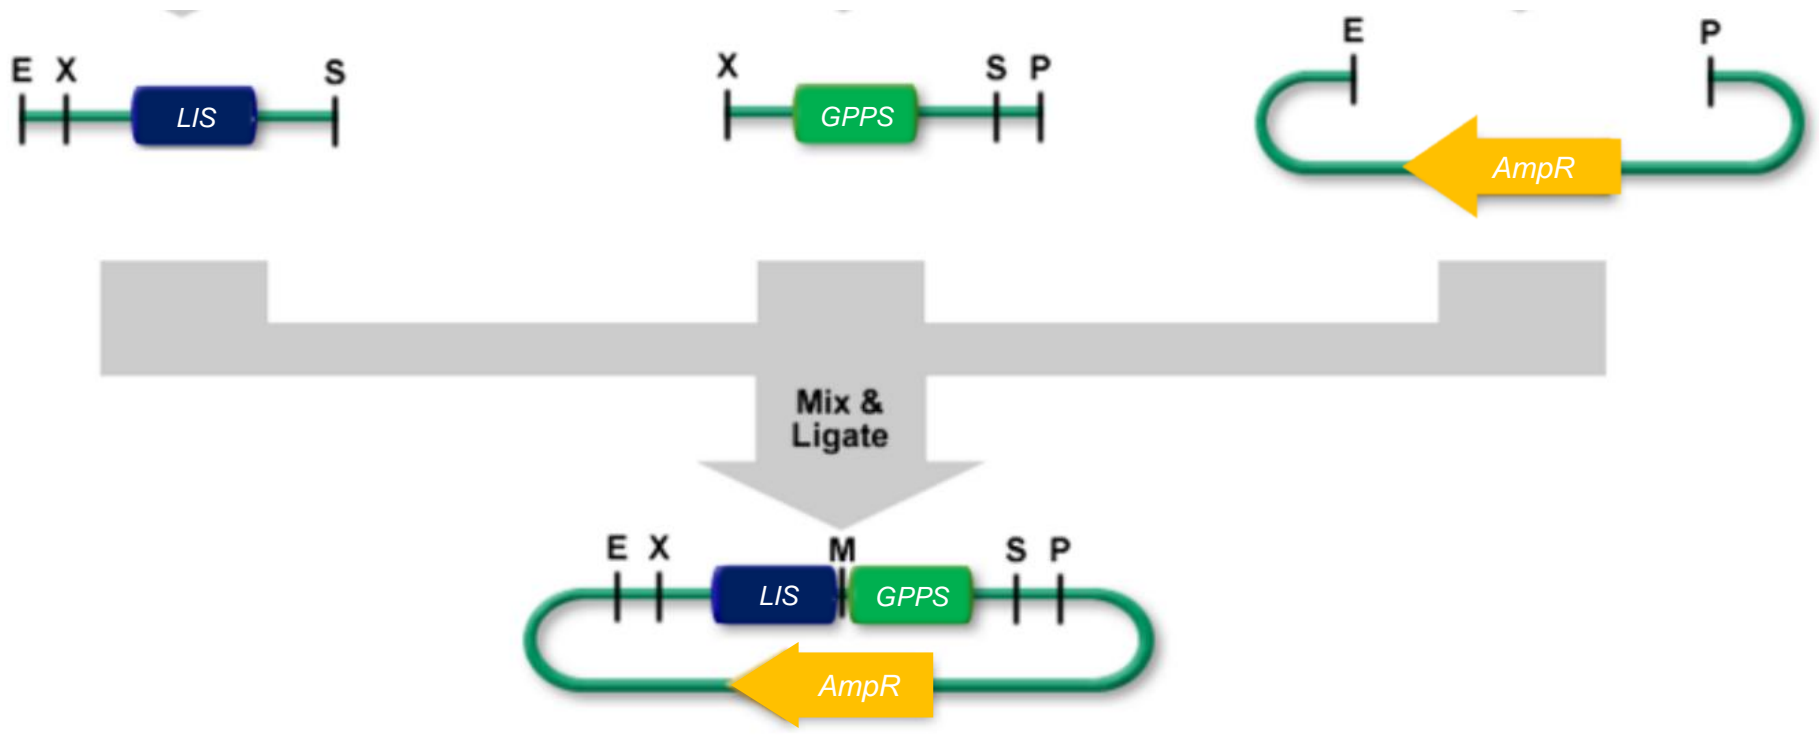 E X S
LIS
X S P
GPPS
E P
AmpR
Mix &
Ligate
E X M S P
LIS GPPS
AmpR